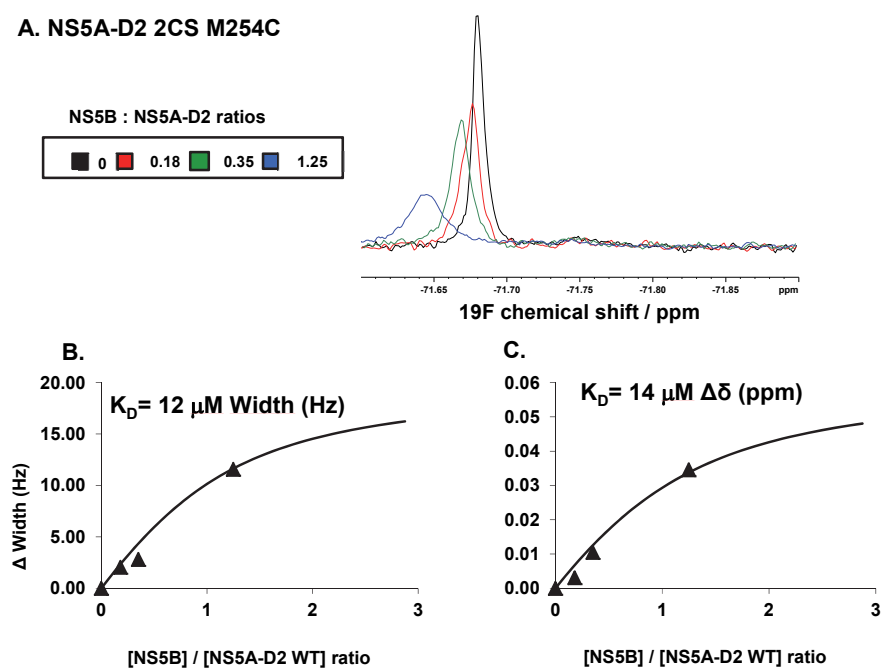 A. NS5A-D2 2CS M254C
NS5B : NS5A-D2 ratios
0 0.18 0.35 1.25
-71.65 -71.70 -71.75 -71.80 -71.85 ppm
19F chemical shift / ppm
B.
K_D= 12 μM Width (Hz)
20.00
15.00
10.00
5.00
0.00
Δ Width (Hz)
0 1 2 3
[NS5B] / [NS5A-D2 WT] ratio
C.
K_D= 14 μM Δδ (ppm)
0.06
0.05
0.04
0.03
0.02
0.01
0.00
0 1 2 3
[NS5B] / [NS5A-D2 WT] ratio